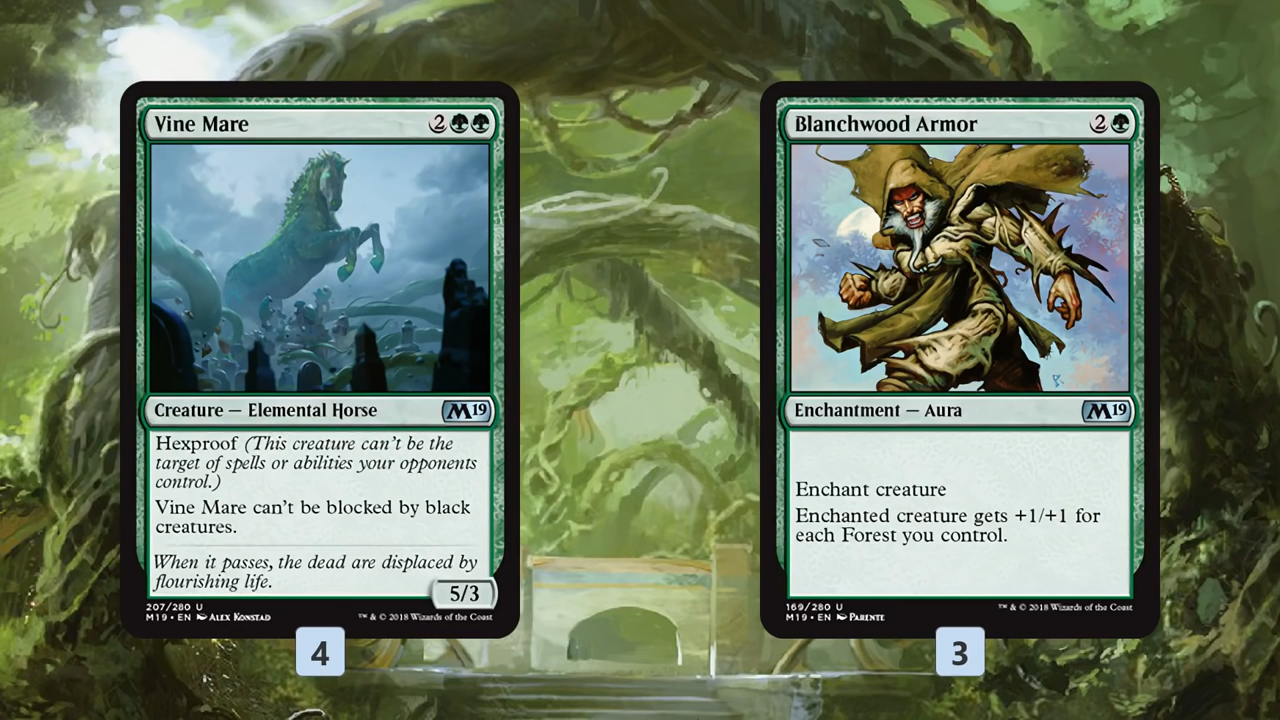 Vine Mare 2
Creature — Elemental Horse M19
Hexproof (This creature can't be the
target of spells or abilities your opponents
control.)
Vine Mare can't be blocked by black
creatures.
When it passes, the dead are displaced by
flourishing life.
5/3
207/280 U
M19 • EN Alex Konstad
™ & © 2018 Wizards of the Coast
4
Blanchwood Armor 2
Enchantment — Aura M19
Enchant creature
Enchanted creature gets +1/+1 for
each Forest you control.
169/280 U
M19 • EN Parente
™ & © 2018 Wizards of the Coast
3